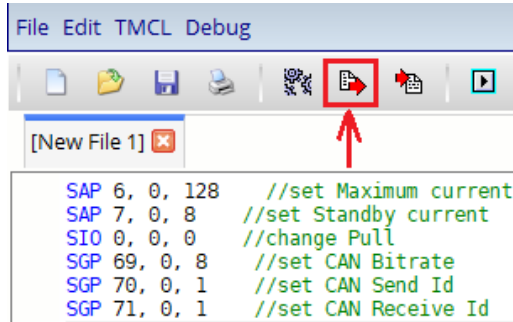 File Edit TMCL Debug
[New File 1]
SAP 6, 0, 128 //set Maximum current
SAP 7, 0, 8 //set Standby current
SIO 0, 0, 0 //change Pull
SGP 69, 0, 8 //set CAN Bitrate
SGP 70, 0, 1 //set CAN Send Id
SGP 71, 0, 1 //set CAN Receive Id